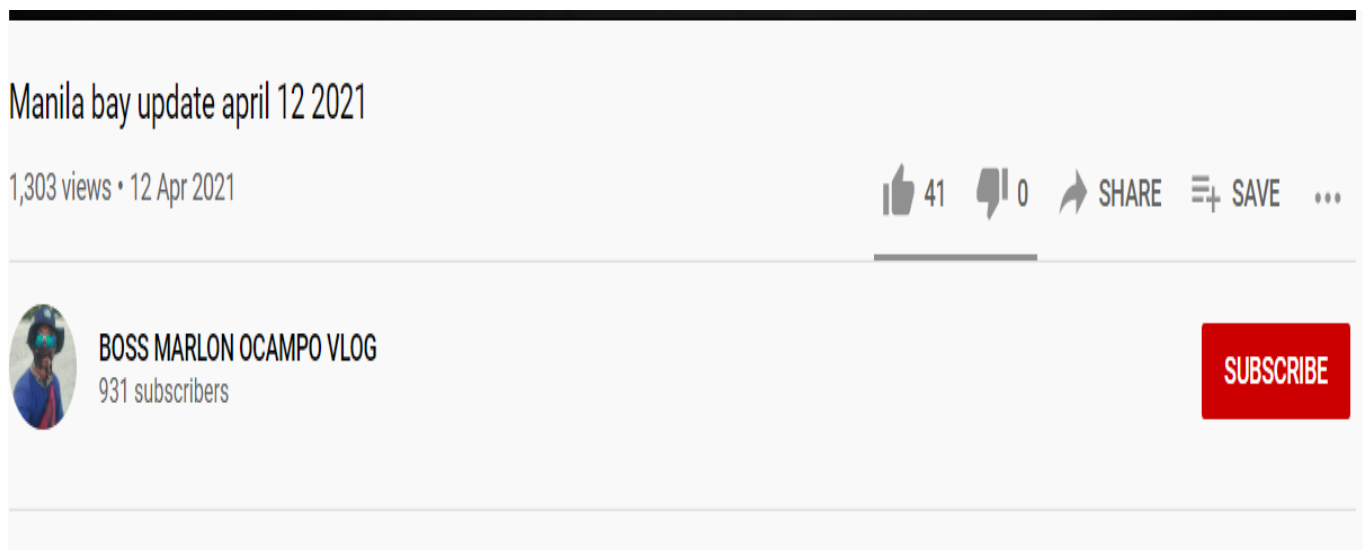 Manila bay update april 12 2021
1,303 views • 12 Apr 2021
41 0 SHARE SAVE
BOSS MARLON OCAMPO VLOG
931 subscribers
SUBSCRIBE